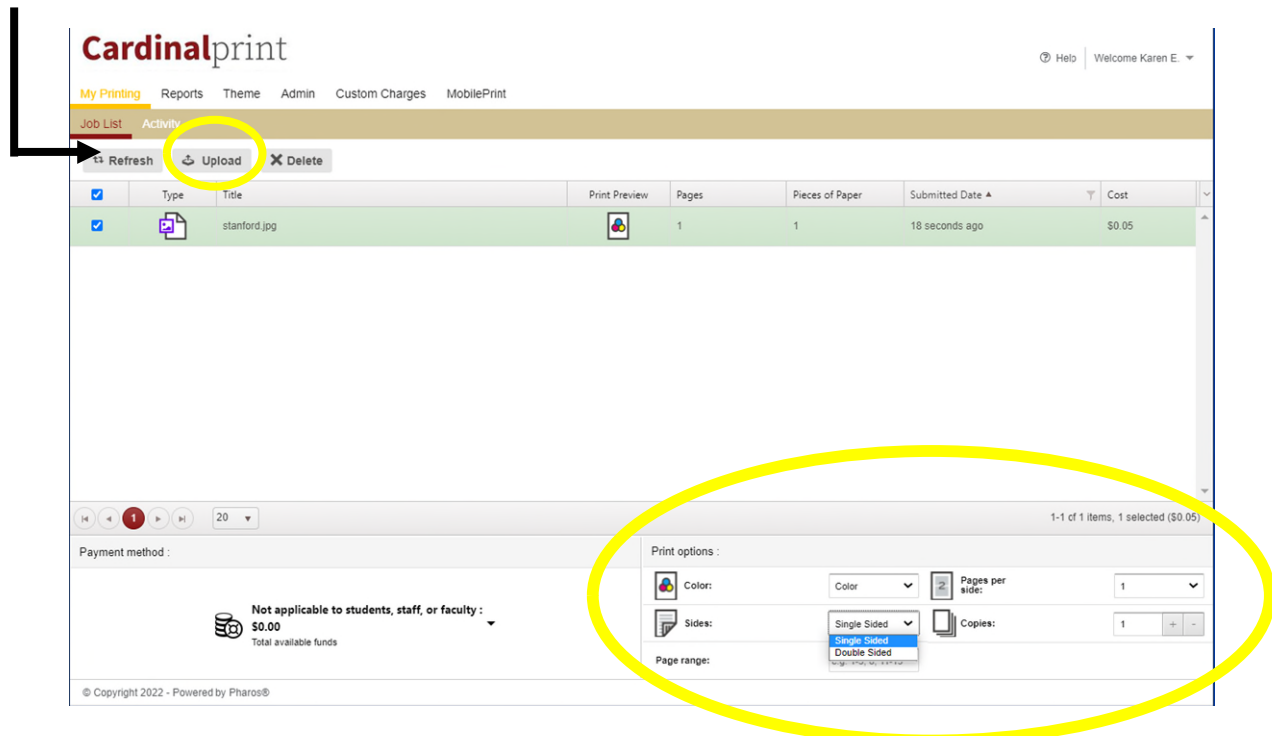 Cardinalprint
Help Welcome Karen E.
My Printing Reports Theme Admin Custom Charges MobilePrint
Job List Activity
Refresh Upload Delete
Type Title Print Preview Pages Pieces of Paper Submitted Date Cost
stanford.jpg 1 1 18 seconds ago $0.05
1 20 1-1 of 1 items, 1 selected ($0.05)
Payment method : Print options :
Color: Color 2 Pages per side: 1
Not applicable to students, staff, or faculty :
$0.00
Total available funds
Sides: Single Sided Copies: 1 + -
Single Sided
Double Sided
Page range:
© Copyright 2022 - Powered by Pharos®